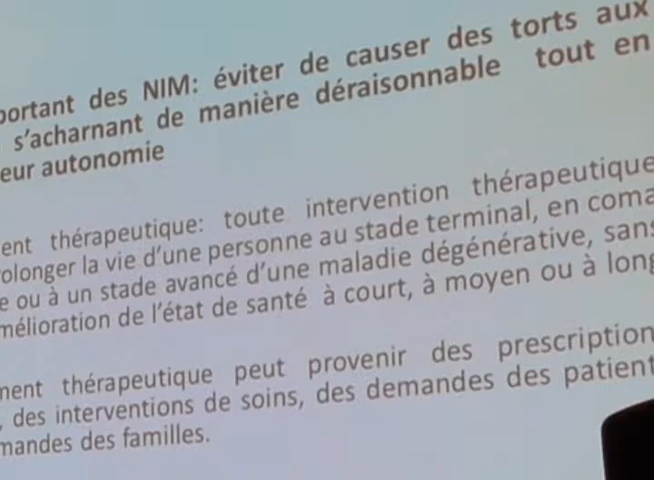 portant des NIM: éviter de causer des torts aux
s'acharnant de manière déraisonnable tout en
eur autonomie
ent thérapeutique: toute intervention thérapeutique
olonger la vie d'une personne au stade terminal, en coma
e ou à un stade avancé d'une maladie dégénérative, sans
mélioration de l'état de santé à court, à moyen ou à long
ment thérapeutique peut provenir des prescription
, des interventions de soins, des demandes des patient
mandes des familles.